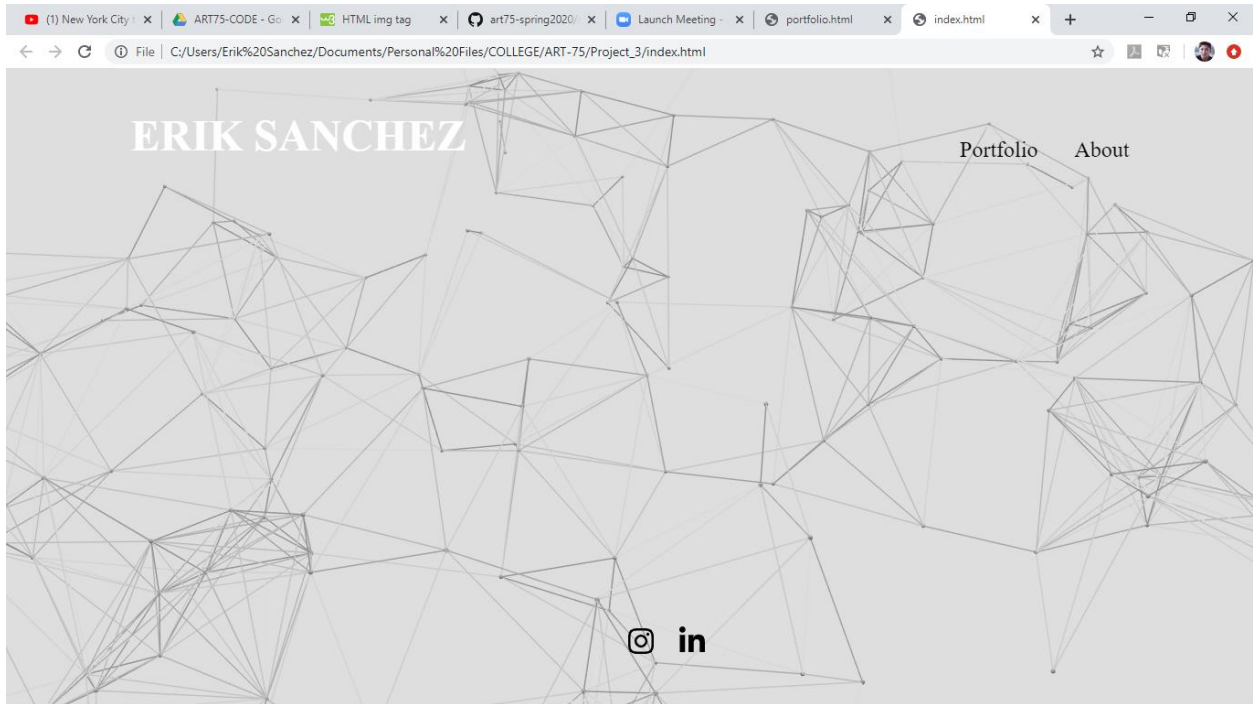 (1) New York City t
ART75-CODE - Go
HTML img tag
art75-spring2020/
Launch Meeting -
portfolio.html
index.html
File C:/Users/Erik%20Sanchez/Documents/Personal%20Files/COLLEGE/ART-75/Project_3/index.html
ERIK SANCHEZ
Portfolio About
in